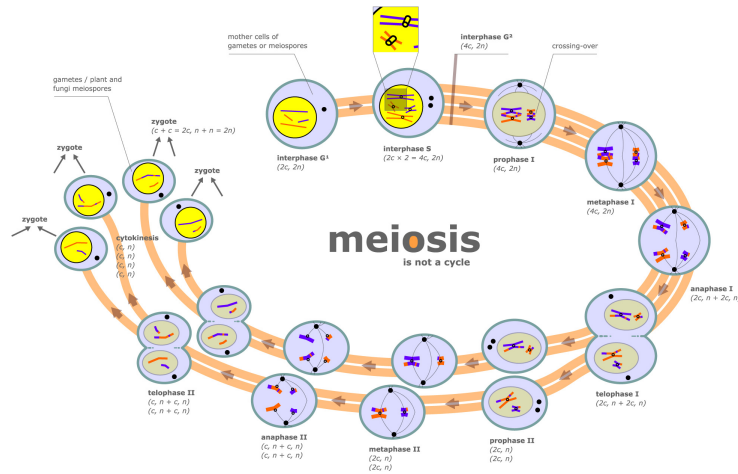 mother cells of
gametes or meiospores
interphase G²
(4c, 2n)
crossing-over
gametes / plant and
fungi meiospores
zygote
(c + c = 2c, n + n = 2n)
zygote
zygote
zygote
interphase G¹
(2c, 2n)
interphase S
(2c × 2 = 4c, 2n)
prophase I
(4c, 2n)
metaphase I
(4c, 2n)
anaphase I
(2c, n + 2c, n
cytokinesis
(c, n)
(c, n)
(c, n)
(c, n)
meiosis
is not a cycle
telophase I
(2c, n + 2c, n)
telophase II
(c, n + c, n)
(c, n + c, n)
anaphase II
(c, n + c, n)
(c, n + c, n)
metaphase II
(2c, n)
(2c, n)
prophase II
(2c, n)
(2c, n)